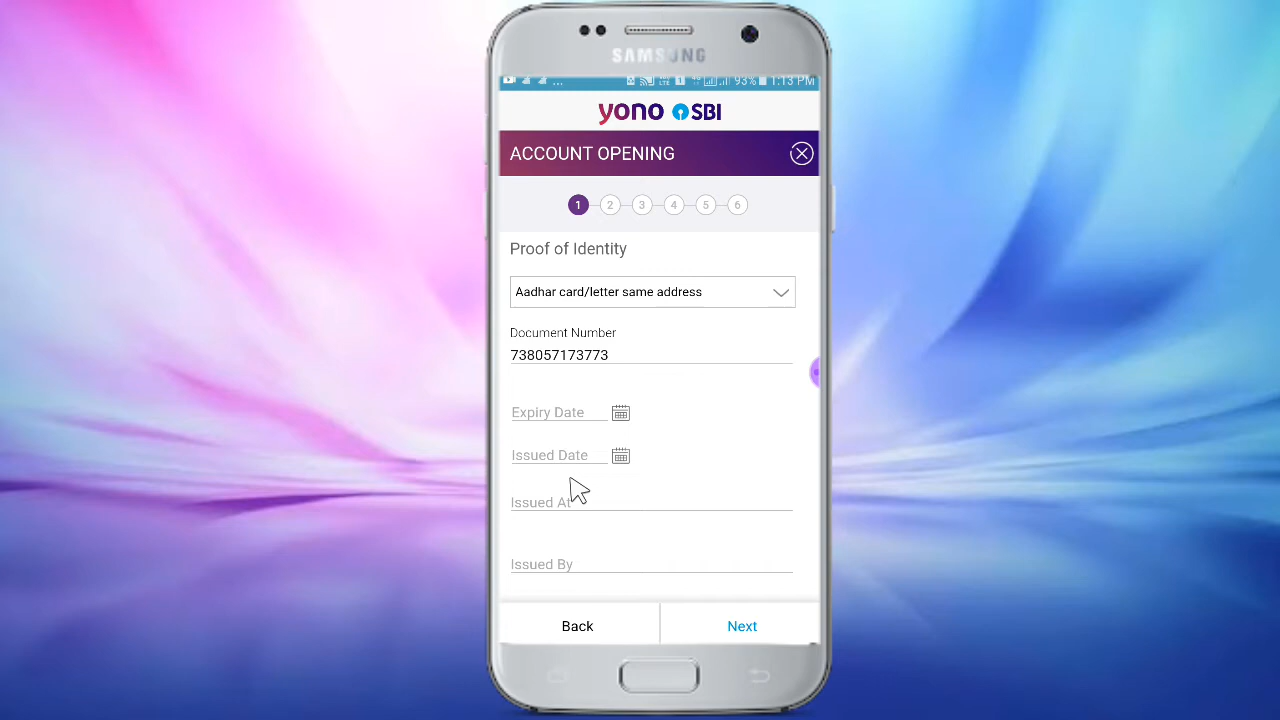 SAMSUNG
... 93% 1:13 PM
yono SBI
ACCOUNT OPENING
1 2 3 4 5 6
Proof of Identity
Aadhar card/letter same address
Document Number
738057173773
Expiry Date
Issued Date
Issued At
Issued By
Back Next